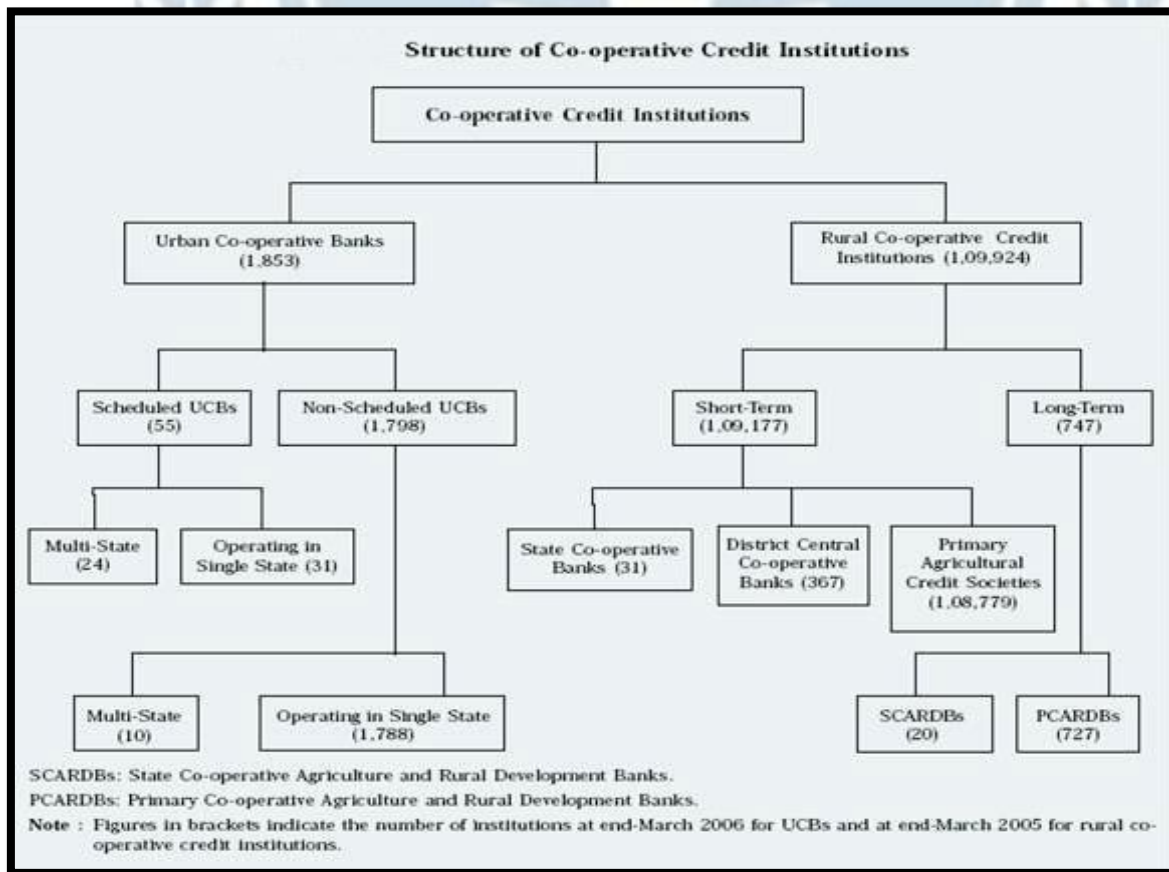 Structure of Co-operative Credit Institutions
Co-operative Credit Institutions
Urban Co-operative Banks
(1,853)
Rural Co-operative Credit
Institutions (1,09,924)
Scheduled UCBs
(55)
Non-Scheduled UCBs
(1,798)
Short-Term
(1,09,177)
Long-Term
(747)
Multi-State
(24)
Operating in
Single State (31)
State Co-operative
Banks (31)
District Central
Co-operative
Banks (367)
Primary
Agricultural
Credit Societies
(1,08,779)
Multi-State
(10)
Operating in Single State
(1,788)
SCARDBs
(20)
PCARDBs
(727)
SCARDBs: State Co-operative Agriculture and Rural Development Banks.
PCARDBs: Primary Co-operative Agriculture and Rural Development Banks.
Note : Figures in brackets indicate the number of institutions at end-March 2006 for UCBs and at end-March 2005 for rural co-
operative credit institutions.